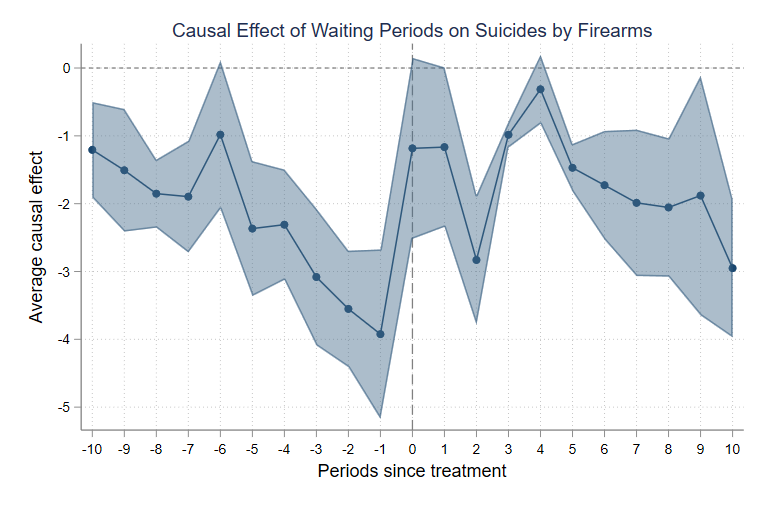 Causal Effect of Waiting Periods on Suicides by Firearms
Average causal effect
0
-1
-2
-3
-4
-5
-10 -9 -8 -7 -6 -5 -4 -3 -2 -1 0 1 2 3 4 5 6 7 8 9 10
Periods since treatment